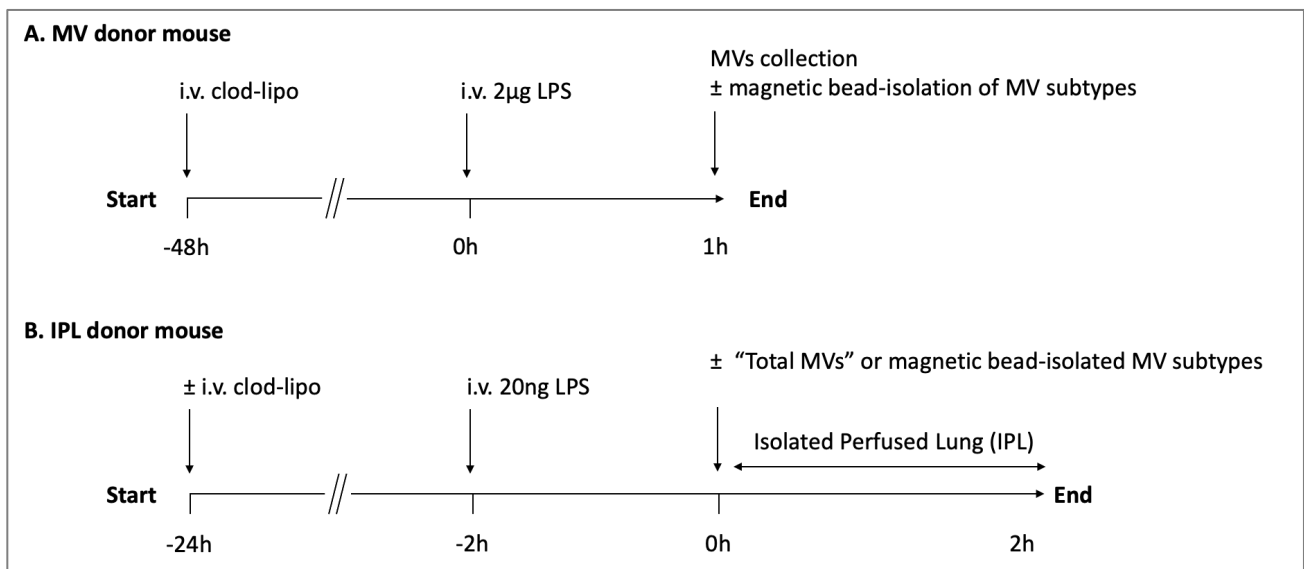 A. MV donor mouse
MVs collection
i.v. clod-lipo i.v. 2µg LPS ± magnetic bead-isolation of MV subtypes
Start // End
-48h 0h 1h
B. IPL donor mouse
± “Total MVs” or magnetic bead-isolated MV subtypes
± i.v. clod-lipo i.v. 20ng LPS
Isolated Perfused Lung (IPL)
Start // End
-24h -2h 0h 2h